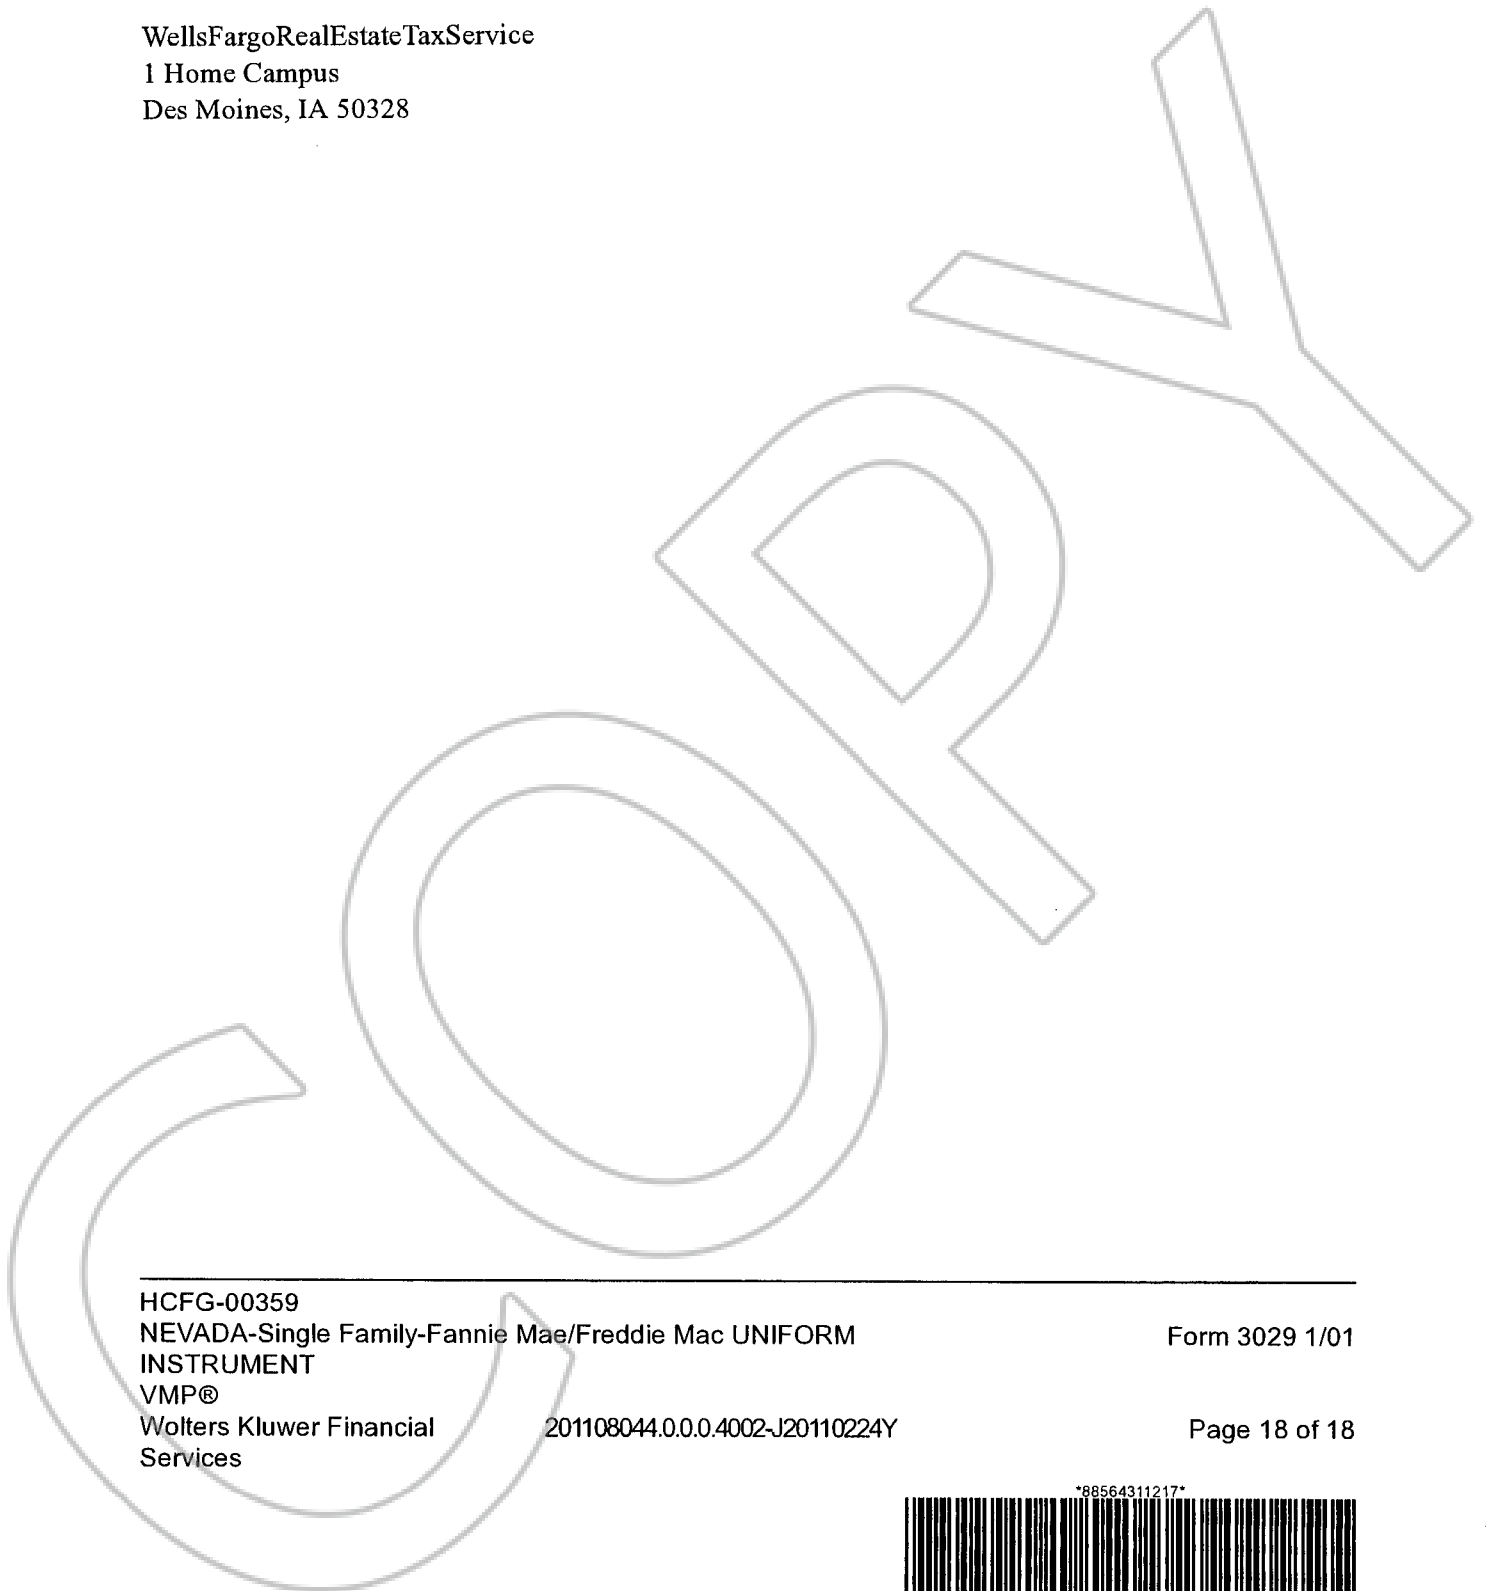 WellsFargoRealEstateTaxService
1 Home Campus
Des Moines, IA 50328
COPY
HCFG-00359
NEVADA-Single Family-Fannie Mae/Freddie Mac UNIFORM
INSTRUMENT
Form 3029 1/01
VMP®
Wolters Kluwer Financial
Services
201108044.0.0.0.4002-J20110224Y
Page 18 of 18
*88564311217*